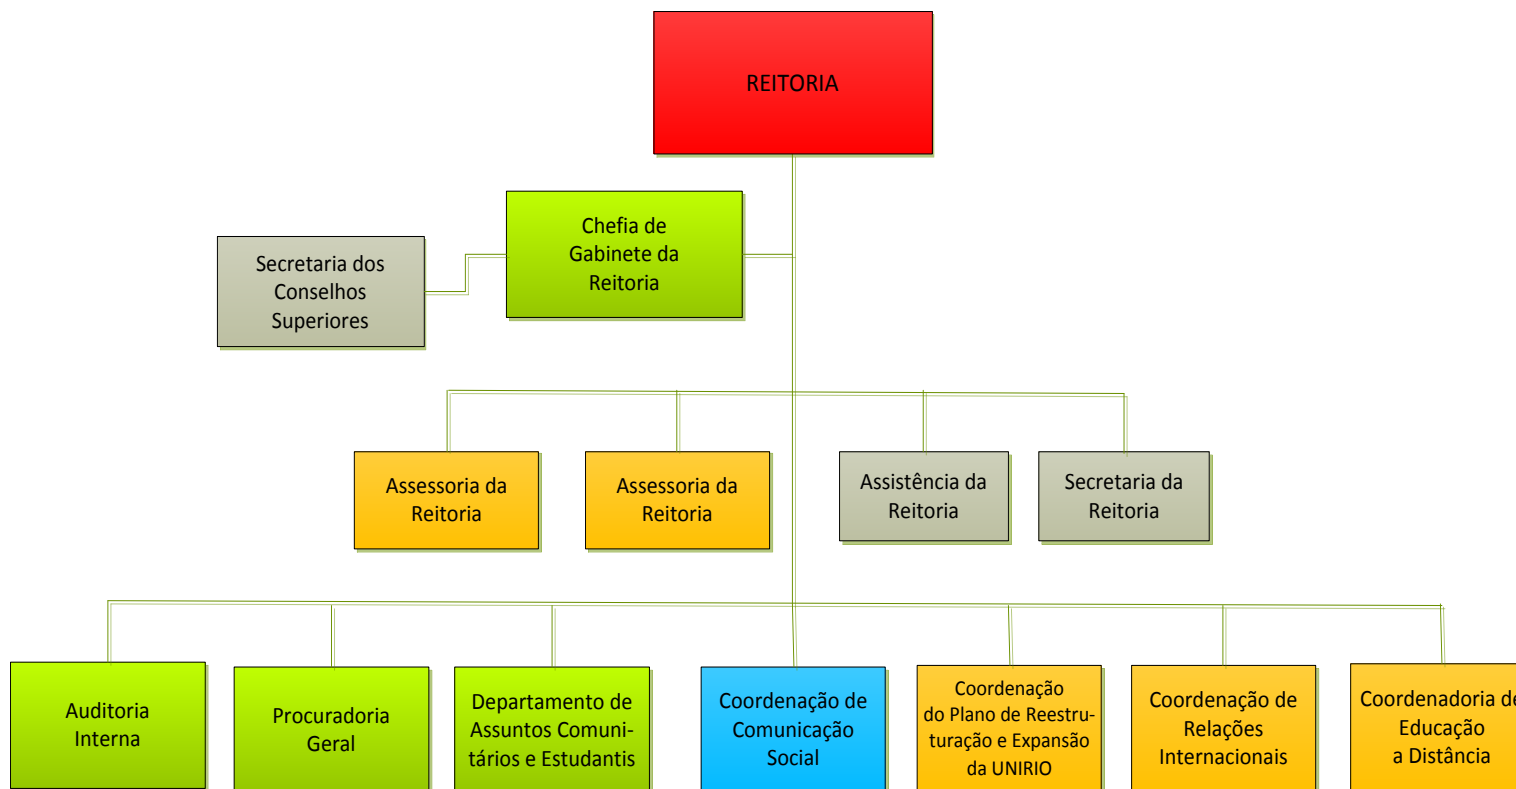 REITORIA
Chefia de
Gabinete da
Reitoria
Secretaria dos
Conselhos
Superiores
Assessoria da
Reitoria
Assessoria da
Reitoria
Assistência da
Reitoria
Secretaria da
Reitoria
Auditoria
Interna
Procuradoria
Geral
Departamento de
Assuntos Comuni-
tários e Estudantis
Coordenação de
Comunicação
Social
Coordenação
do Plano de Reestru-
turação e Expansão
da UNIRIO
Coordenação de
Relações
Internacionais
Coordenadoria de
Educação
a Distância